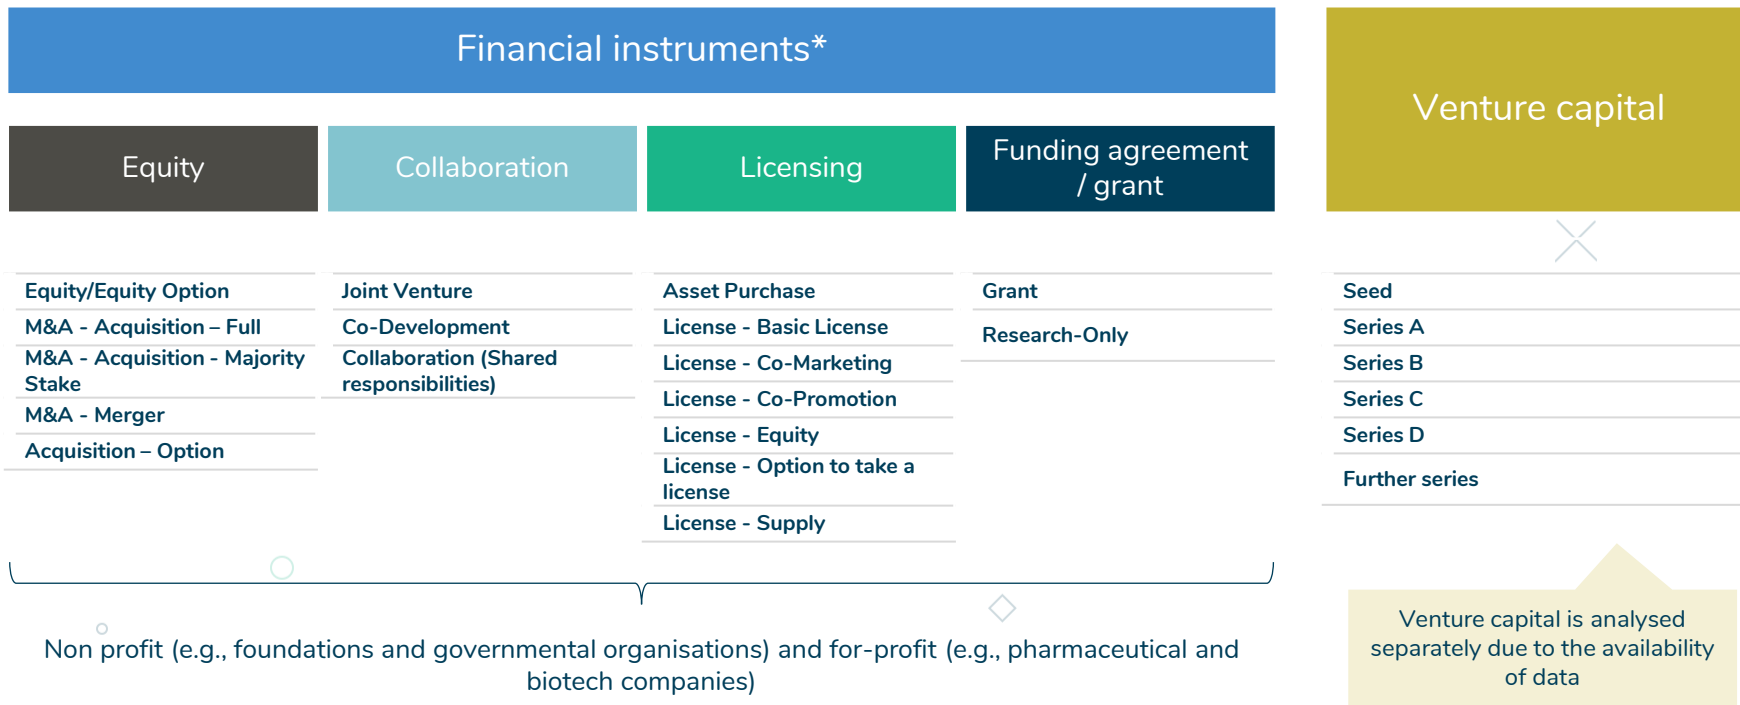 Financial instruments*
Venture capital
Equity
Collaboration
Licensing
Funding agreement
/ grant
Equity/Equity Option
M&A - Acquisition – Full
M&A - Acquisition - Majority
Stake
M&A - Merger
Acquisition – Option
Joint Venture
Co-Development
Collaboration (Shared
responsibilities)
Asset Purchase
License - Basic License
License - Co-Marketing
License - Co-Promotion
License - Equity
License - Option to take a
license
License - Supply
Grant
Research-Only
Seed
Series A
Series B
Series C
Series D
Further series
Non profit (e.g., foundations and governmental organisations) and for-profit (e.g., pharmaceutical and
biotech companies)
Venture capital is analysed
separately due to the availability
of data